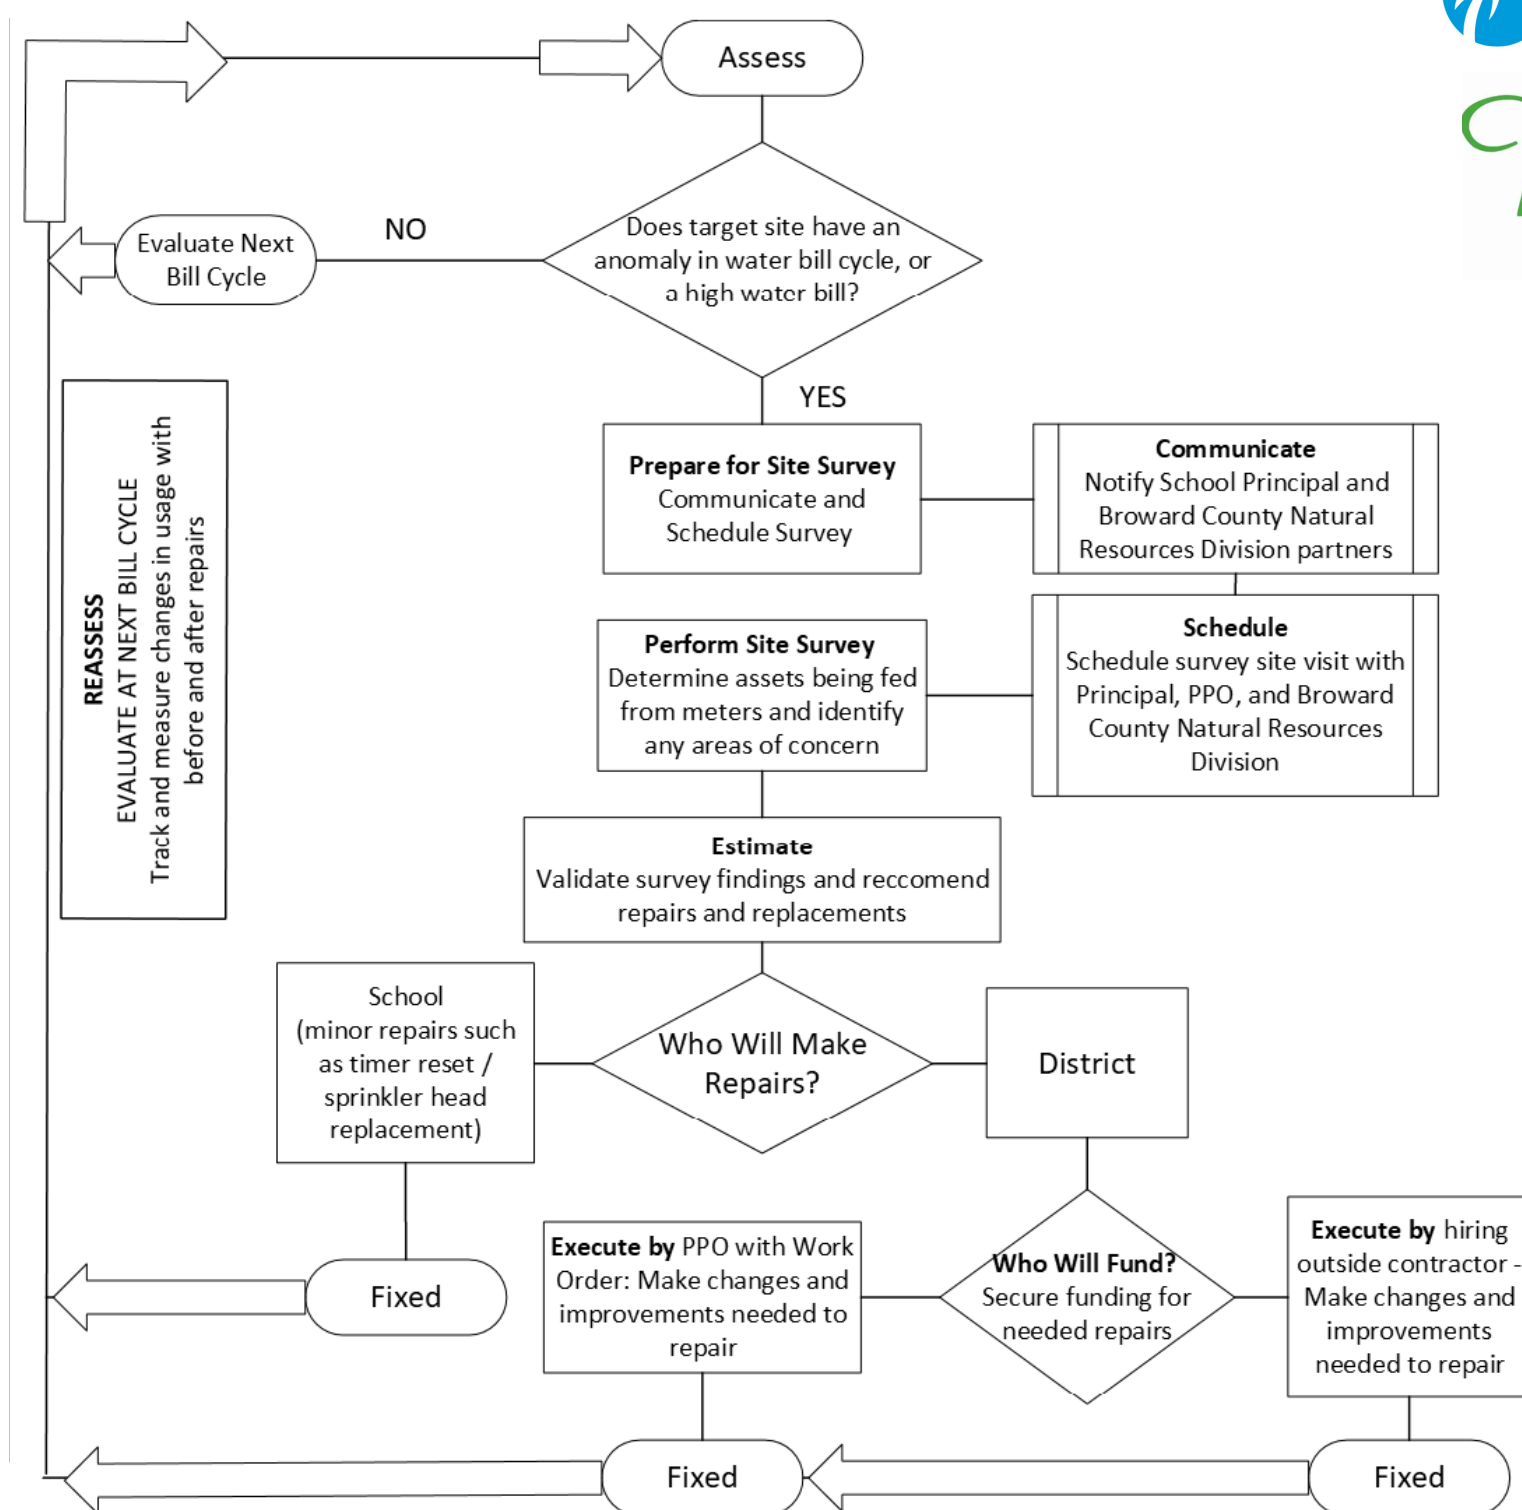 Assess
Does target site have an
anomaly in water bill cycle, or
a high water bill?
NO
Evaluate Next
Bill Cycle
YES
REASSESS
EVALUATE AT NEXT BILL CYCLE
Track and measure changes in usage with
before and after repairs
Prepare for Site Survey
Communicate and
Schedule Survey
Communicate
Notify School Principal and
Broward County Natural
Resources Division partners
Schedule
Schedule survey site visit with
Principal, PPO, and Broward
County Natural Resources
Division
Perform Site Survey
Determine assets being fed
from meters and identify
any areas of concern
Estimate
Validate survey findings and reccomend
repairs and replacements
Who Will Make
Repairs?
School
(minor repairs such
as timer reset /
sprinkler head
replacement)
District
Fixed
Who Will Fund?
Secure funding for
needed repairs
Execute by PPO with Work
Order: Make changes and
improvements needed to
repair
Execute by hiring
outside contractor -
Make changes and
improvements
needed to repair
Fixed
Fixed